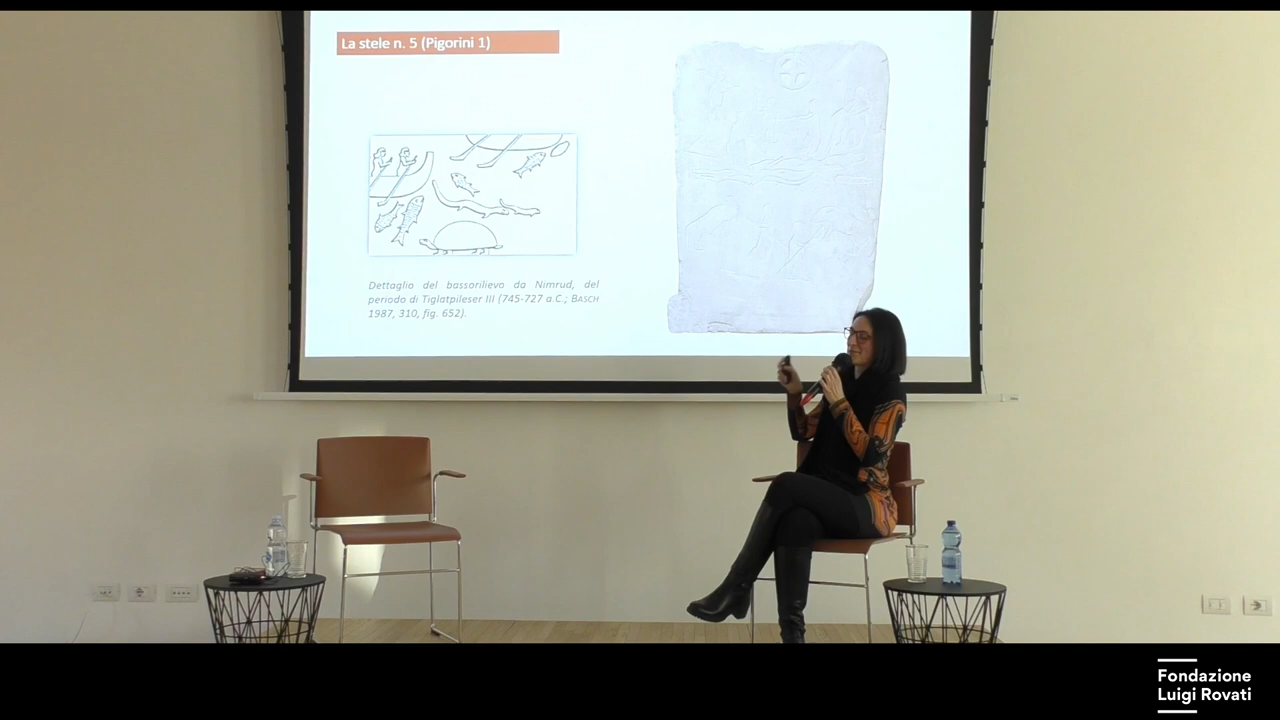 La stele n. 5 (Pigorini 1)
Dettaglio del bassorilievo da Nimrud, del
periodo di Tiglatpileser III (745-727 a.C.; BASCH
1987, 310, fig. 652).
Fondazione
Luigi Rovati